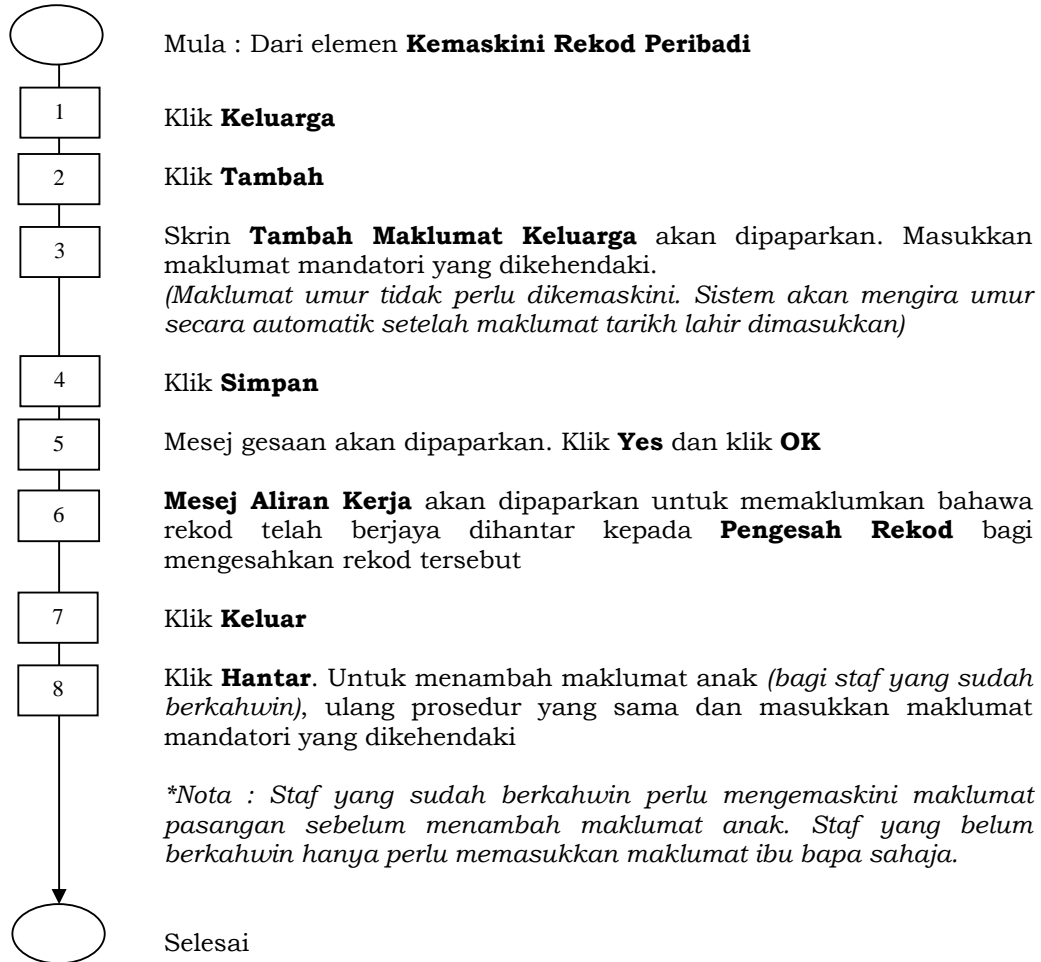 Mula : Dari elemen Kemaskini Rekod Peribadi
1
Klik Keluarga
2
Klik Tambah
3
Skrin Tambah Maklumat Keluarga akan dipaparkan. Masukkan
maklumat mandatori yang dikehendaki.
(Maklumat umur tidak perlu dikemaskini. Sistem akan mengira umur
secara automatik setelah maklumat tarikh lahir dimasukkan)
4
Klik Simpan
5
Mesej gesaan akan dipaparkan. Klik Yes dan klik OK
6
Mesej Aliran Kerja akan dipaparkan untuk memaklumkan bahawa
rekod telah berjaya dihantar kepada Pengesah Rekod bagi
mengesahkan rekod tersebut
7
Klik Keluar
8
Klik Hantar. Untuk menambah maklumat anak (bagi staf yang sudah
berkahwin), ulang prosedur yang sama dan masukkan maklumat
mandatori yang dikehendaki
*Nota : Staf yang sudah berkahwin perlu mengemaskini maklumat
pasangan sebelum menambah maklumat anak. Staf yang belum
berkahwin hanya perlu memasukkan maklumat ibu bapa sahaja.
Selesai